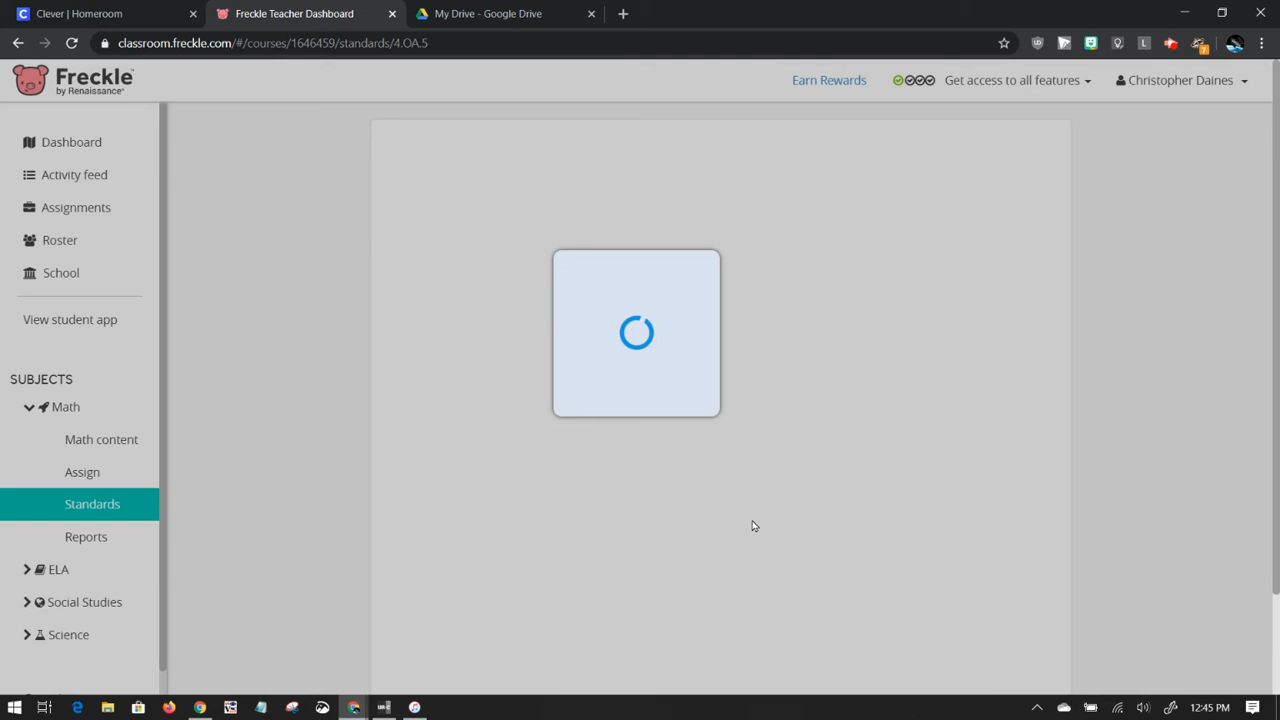 Clever | Homeroom
Freckle Teacher Dashboard
My Drive - Google Drive
classroom.freckle.com/#/courses/1646459/standards/4.OA.5
Freckle
by Renaissance
Earn Rewards
Get access to all features
Christopher Daines
Dashboard
Activity feed
Assignments
Roster
School
View student app
SUBJECTS
Math
Math content
Assign
Standards
Reports
ELA
Social Studies
Science
12:45 PM